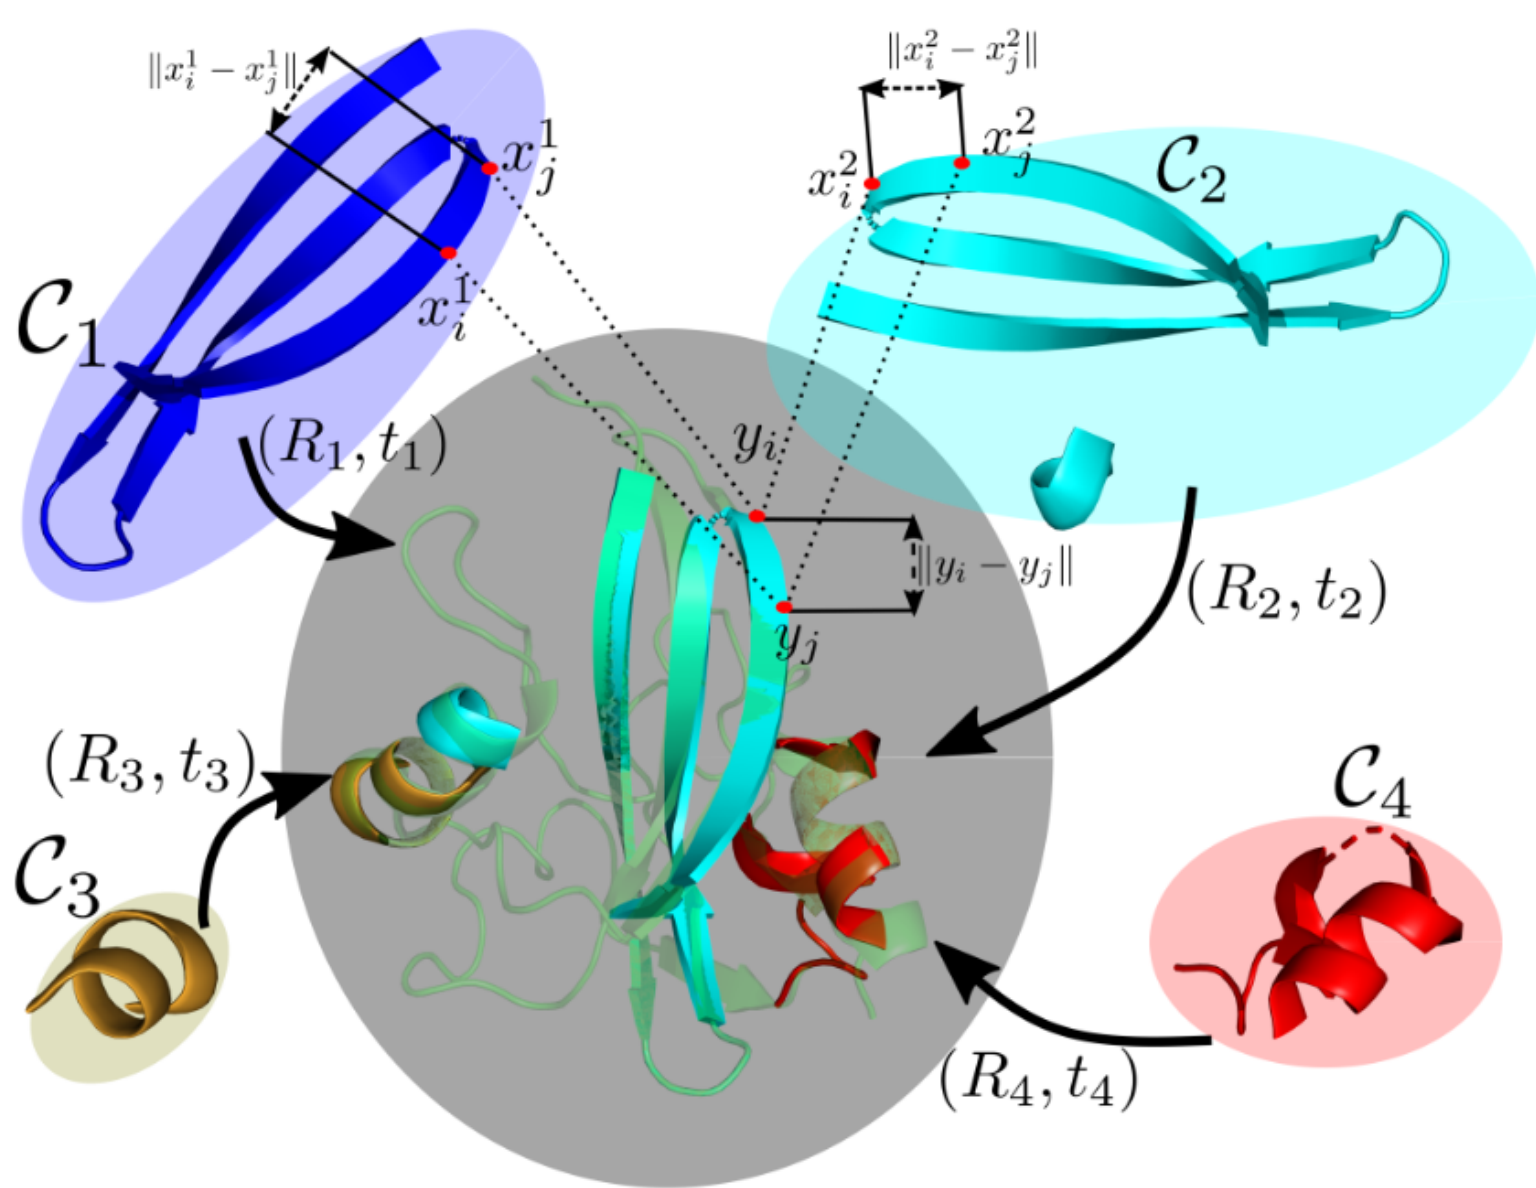 ‖x_i^1 − x_j^1‖
‖x_i^2 − x_j^2‖
x_j^1
x_j^2
x_i^2
𝒞_2
x_i^1
𝒞_1
(R_1, t_1)
y_i
‖y_i − y_j‖
(R_2, t_2)
y_j
(R_3, t_3)
𝒞_4
𝒞_3
(R_4, t_4)